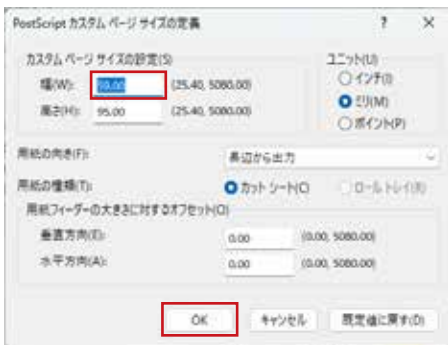 PostScript カスタム ページ サイズの定義
カスタム ページ サイズの設定(S)
幅(W): (25.40, 5080.00)
高さ(H): 95.00 (25.40, 5080.00)
ユニット(U)
インチ(I)
ミリ(M)
ポイント(P)
用紙の向き(F): 長辺から出力
用紙の種類(T): カット シート(C) ロール トレイ(R)
用紙フィーダーの大きさに対するオフセット(O)
垂直方向(E): 0.00 (0.00, 5080.00)
水平方向(A): 0.00 (0.00, 5080.00)
OK キャンセル 既定値に戻す(D)